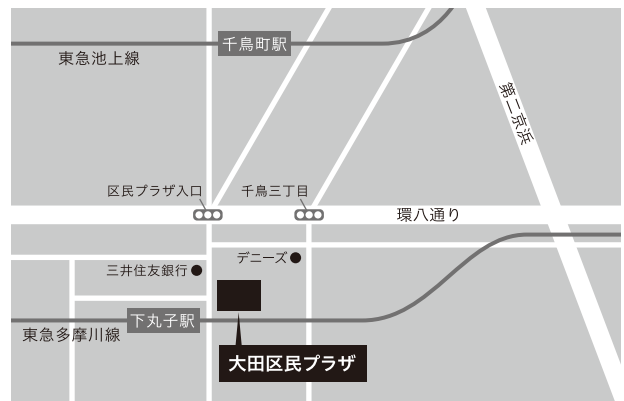 千鳥町駅
東急池上線
第二京浜
区民プラザ入口
千鳥三丁目
環八通り
デニーズ
三井住友銀行
下丸子駅
東急多摩川線
大田区民プラザ